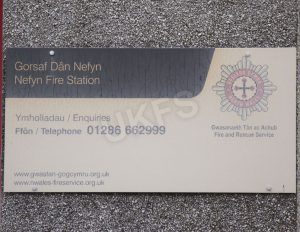 Gorsaf Dân Nefyn
Nefyn Fire Station
Ymholiadau / Enquiries
Ffôn / Telephone 01286 662999
Gwasanaeth Tân ac Achub
Fire and Rescue Service
www.gwastan-gogcymru.org.uk
www.nwales-fireservice.org.uk
UKFS